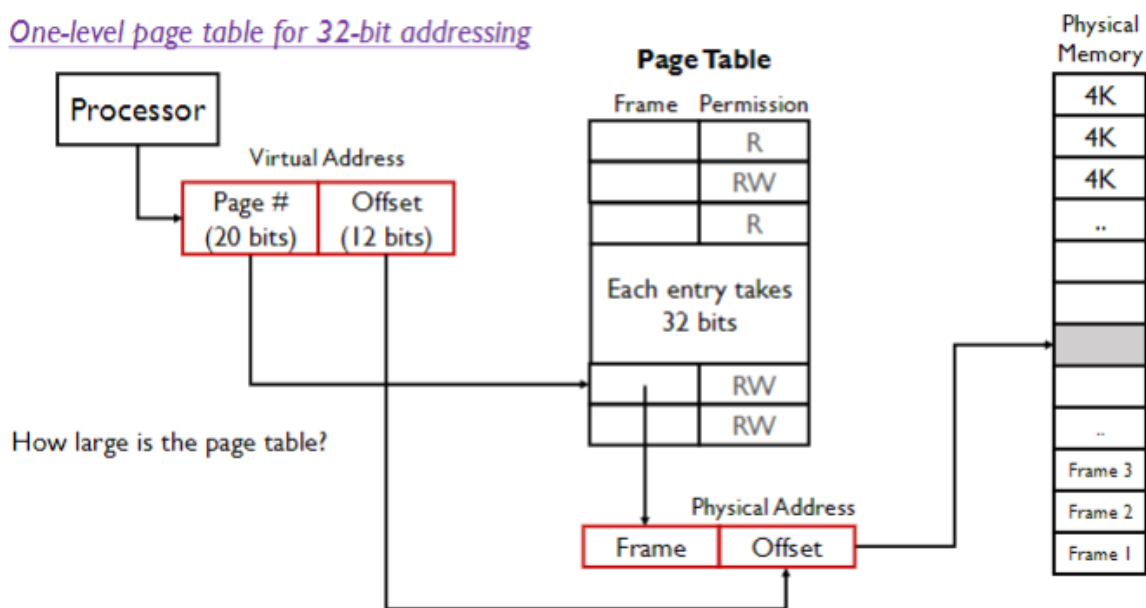 One-level page table for 32-bit addressing
Physical
Memory
Page Table
Processor
Frame
Permission
Virtual Address
Page #
(20 bits)
Offset
(12 bits)
R
RW
R
Each entry takes
32 bits
RW
RW
How large is the page table?
Physical Address
Frame
Offset
4K
4K
4K
..
..
Frame 3
Frame 2
Frame 1